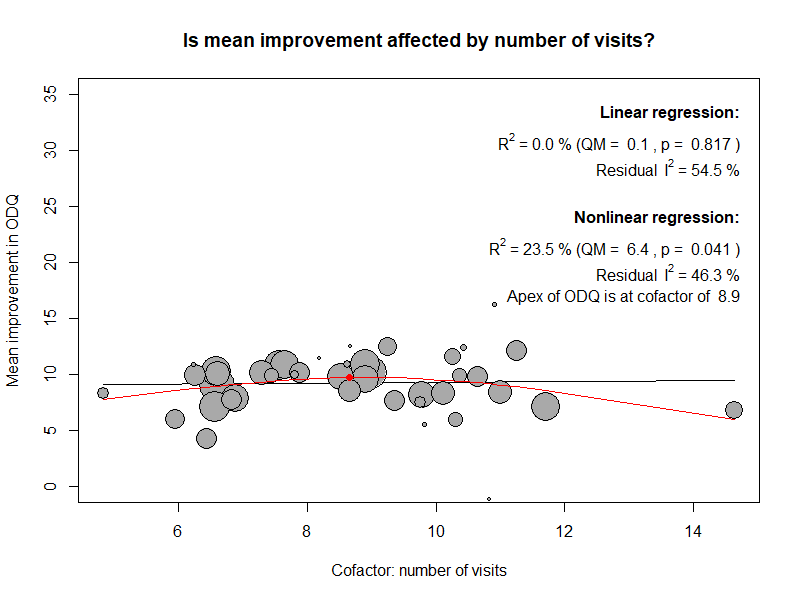 Is mean improvement affected by number of visits?
Linear regression:
R2 = 0.0 % (QM = 0.1 , p = 0.817 )
Residual I2 = 54.5 %
Nonlinear regression:
R2 = 23.5 % (QM = 6.4 , p = 0.041 )
Residual I2 = 46.3 %
Apex of ODQ is at cofactor of 8.9
Mean improvement in ODQ
35
30
25
20
15
10
5
0
6 8 10 12 14
Cofactor: number of visits